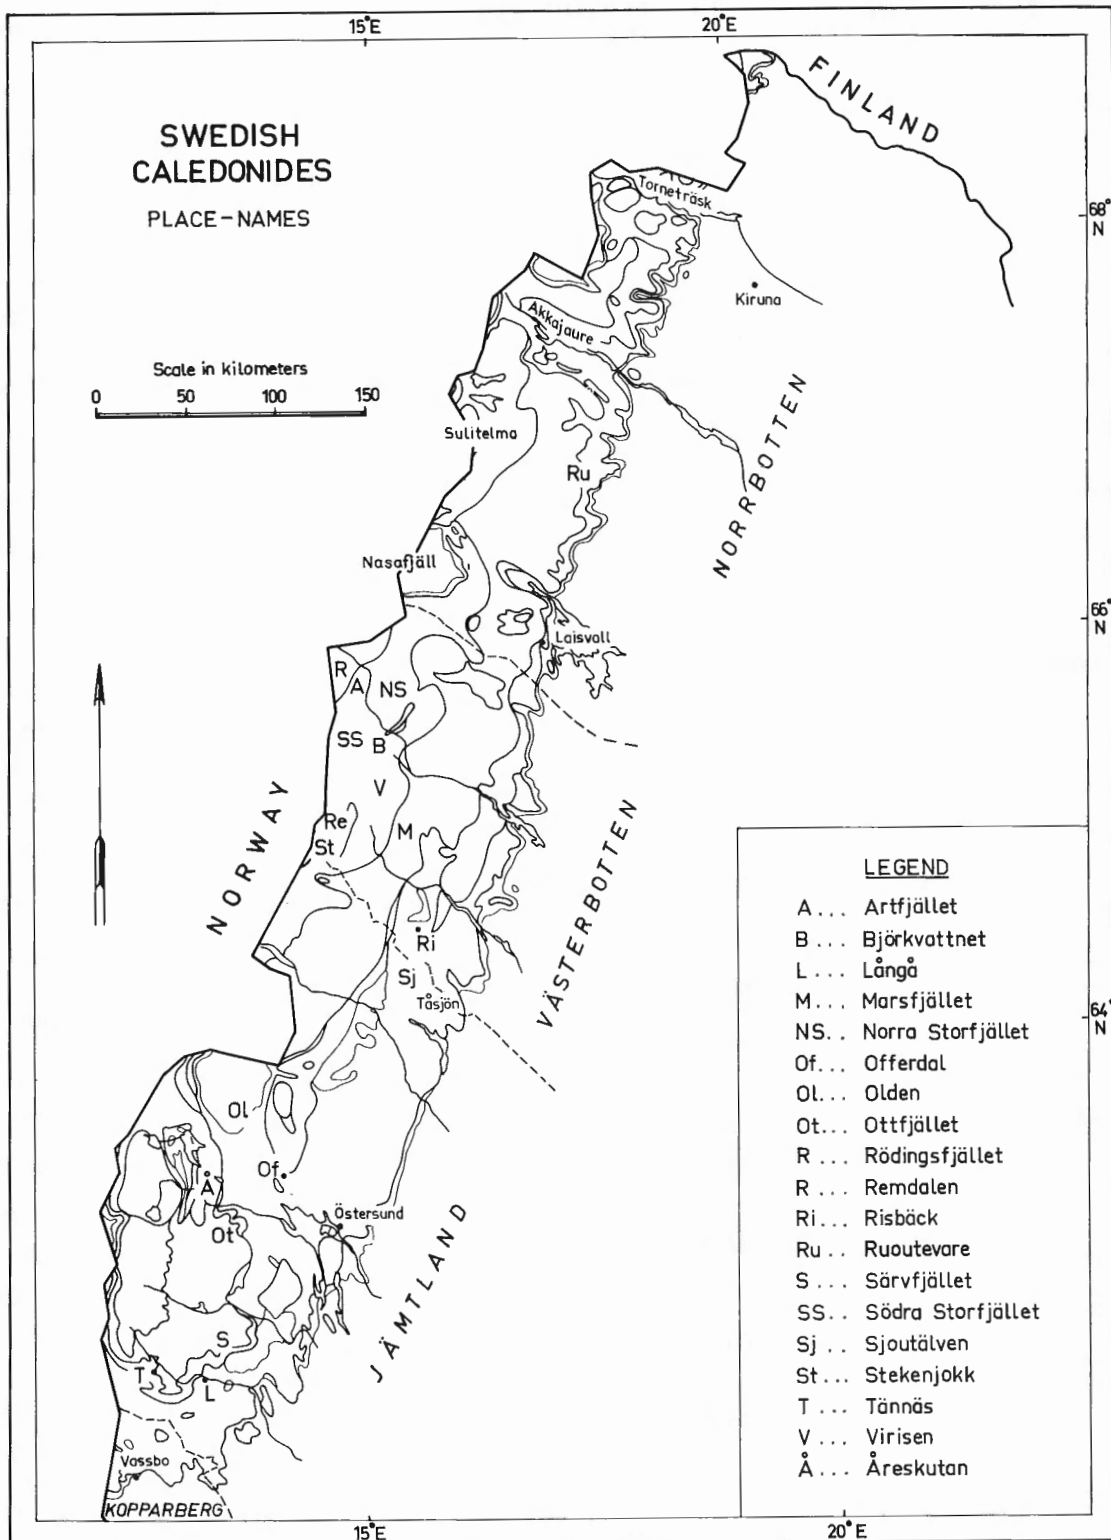 15°E
20°E
SWEDISH
CALEDONIDES
PLACE-NAMES
FINLAND
Torneträsk
68°
N
Kiruna
Akkajaure
Scale in kilometers
0 50 100 150
Sulitelma
Ru
NORRBOTTEN
Nasafjäll
66°
N
Laisvall
R
A
NS
SS
B
V
NORWAY
Re
St
M
VÄSTERBOTTEN
Ri
Sj
Tåsjön
64°
N
Ol
Of
Å
Ot
Östersund
JÄMTLAND
S
T
L
Vassbo
KOPPARBERG
15°E
20°E
LEGEND
A... Artfjället
B... Björkvattnet
L... Långå
M... Marsfjället
NS.. Norra Storfjället
Of... Offerdal
Ol... Olden
Ot... Ottfjället
R... Rödingsfjället
R... Remdalen
Ri... Risbäck
Ru.. Ruoutevare
S... Särvfjället
SS.. Södra Storfjället
Sj.. Sjoutälven
St... Stekenjokk
T... Tännäs
V... Virisen
Å... Åreskutan